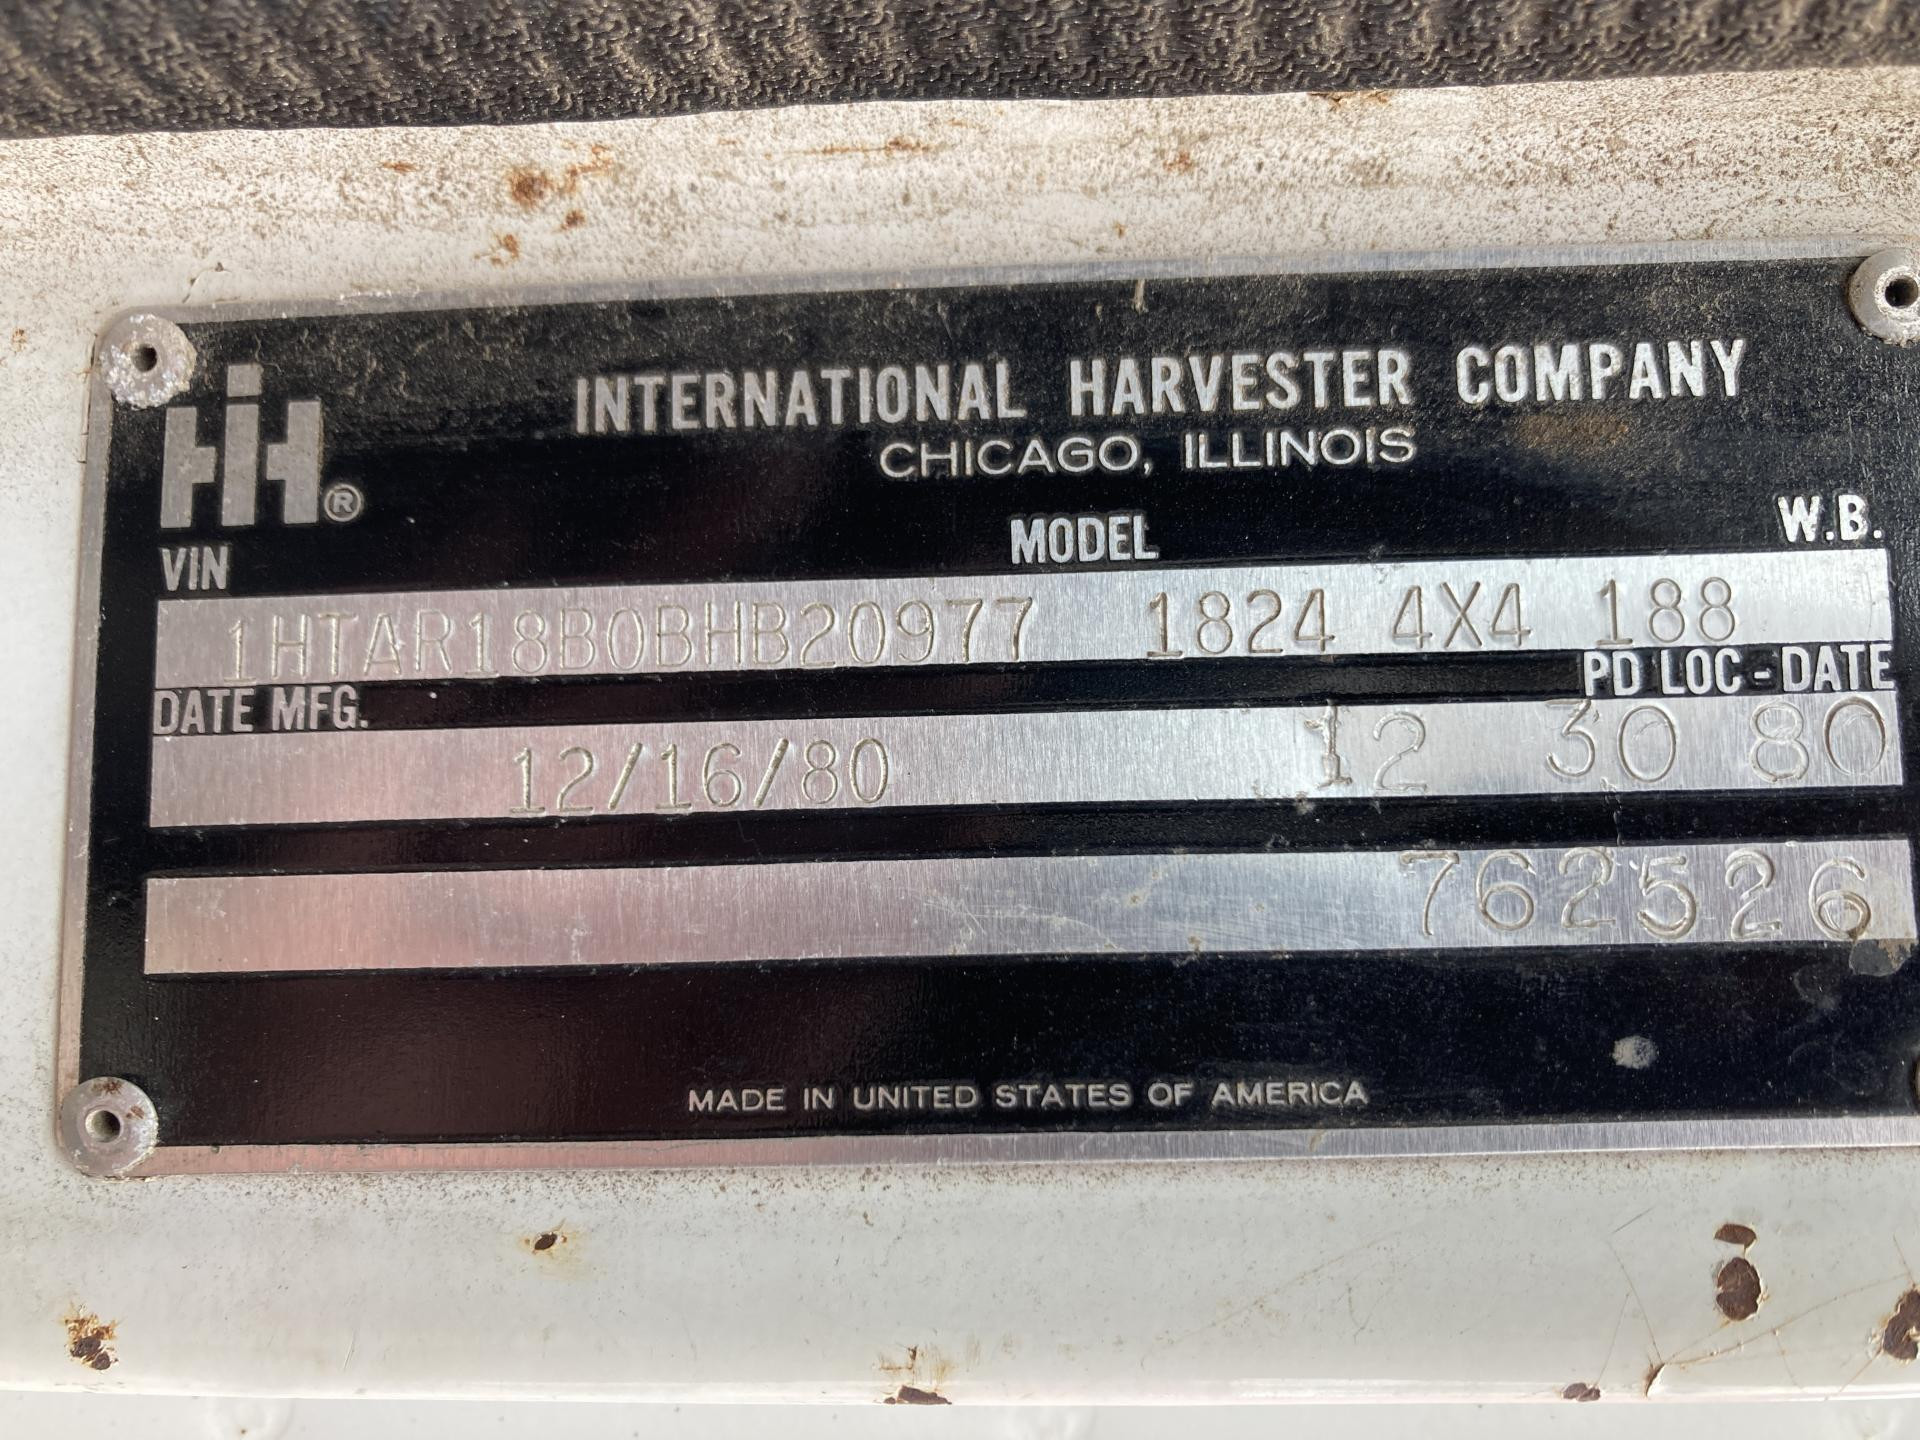 INTERNATIONAL HARVESTER COMPANY
CHICAGO, ILLINOIS
IH ®
VIN MODEL W.B.
1HTAR18B0BHB20977 1824 4X4 188
DATE MFG. PD LOC-DATE
12/16/80 12 30 80
762526
MADE IN UNITED STATES OF AMERICA